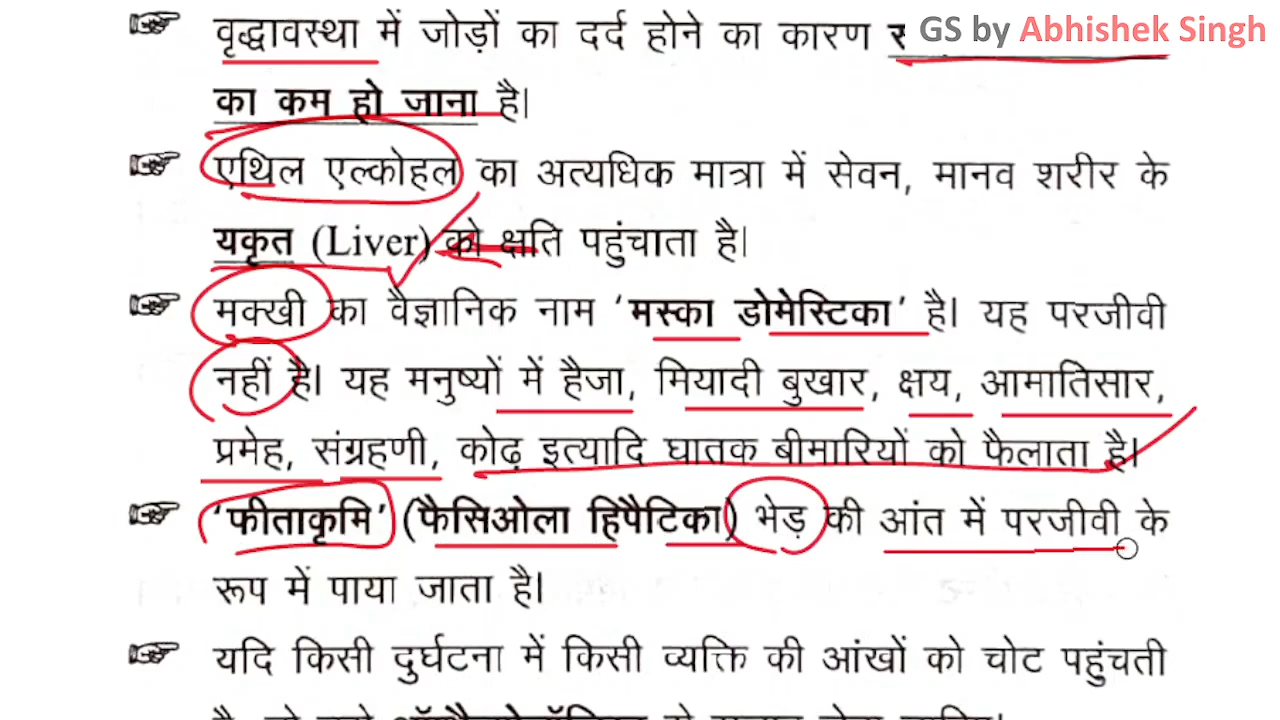 GS by Abhishek Singh
वृद्धावस्था में जोड़ों का दर्द होने का कारण
का कम हो जाना है।
एथिल एल्कोहल का अत्यधिक मात्रा में सेवन, मानव शरीर के
यकृत (Liver) को क्षति पहुंचाता है।
मक्खी का वैज्ञानिक नाम 'मस्का डोमेस्टिका' है। यह परजीवी
नहीं है। यह मनुष्यों में हैजा, मियादी बुखार, क्षय, आमातिसार,
प्रमेह, संग्रहणी, कोढ़ इत्यादि घातक बीमारियों को फैलाता है।
'फीताकृमि' (फैसिओला हिपैटिका) भेड़ की आंत में परजीवी के
रूप में पाया जाता है।
यदि किसी दुर्घटना में किसी व्यक्ति की आंखों को चोट पहुंचती